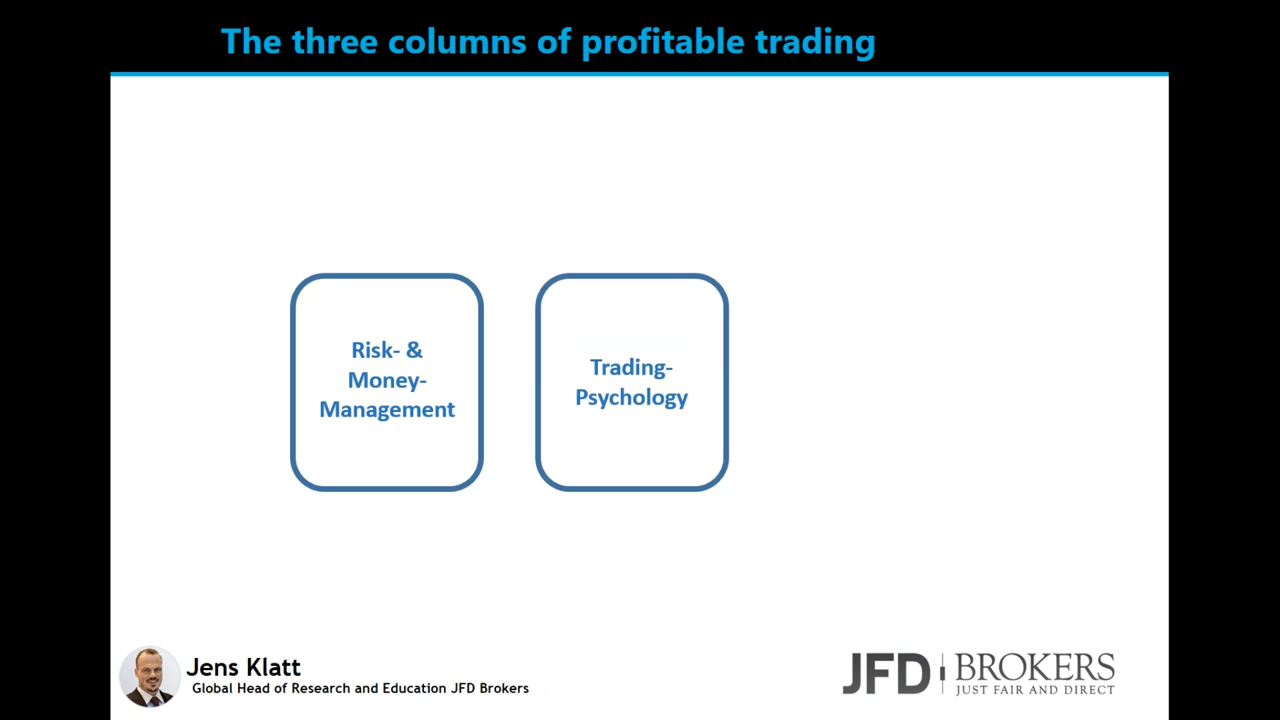 The three columns of profitable trading
Risk- &
Money-
Management
Trading-
Psychology
Jens Klatt
Global Head of Research and Education JFD Brokers
JFD BROKERS
JUST FAIR AND DIRECT